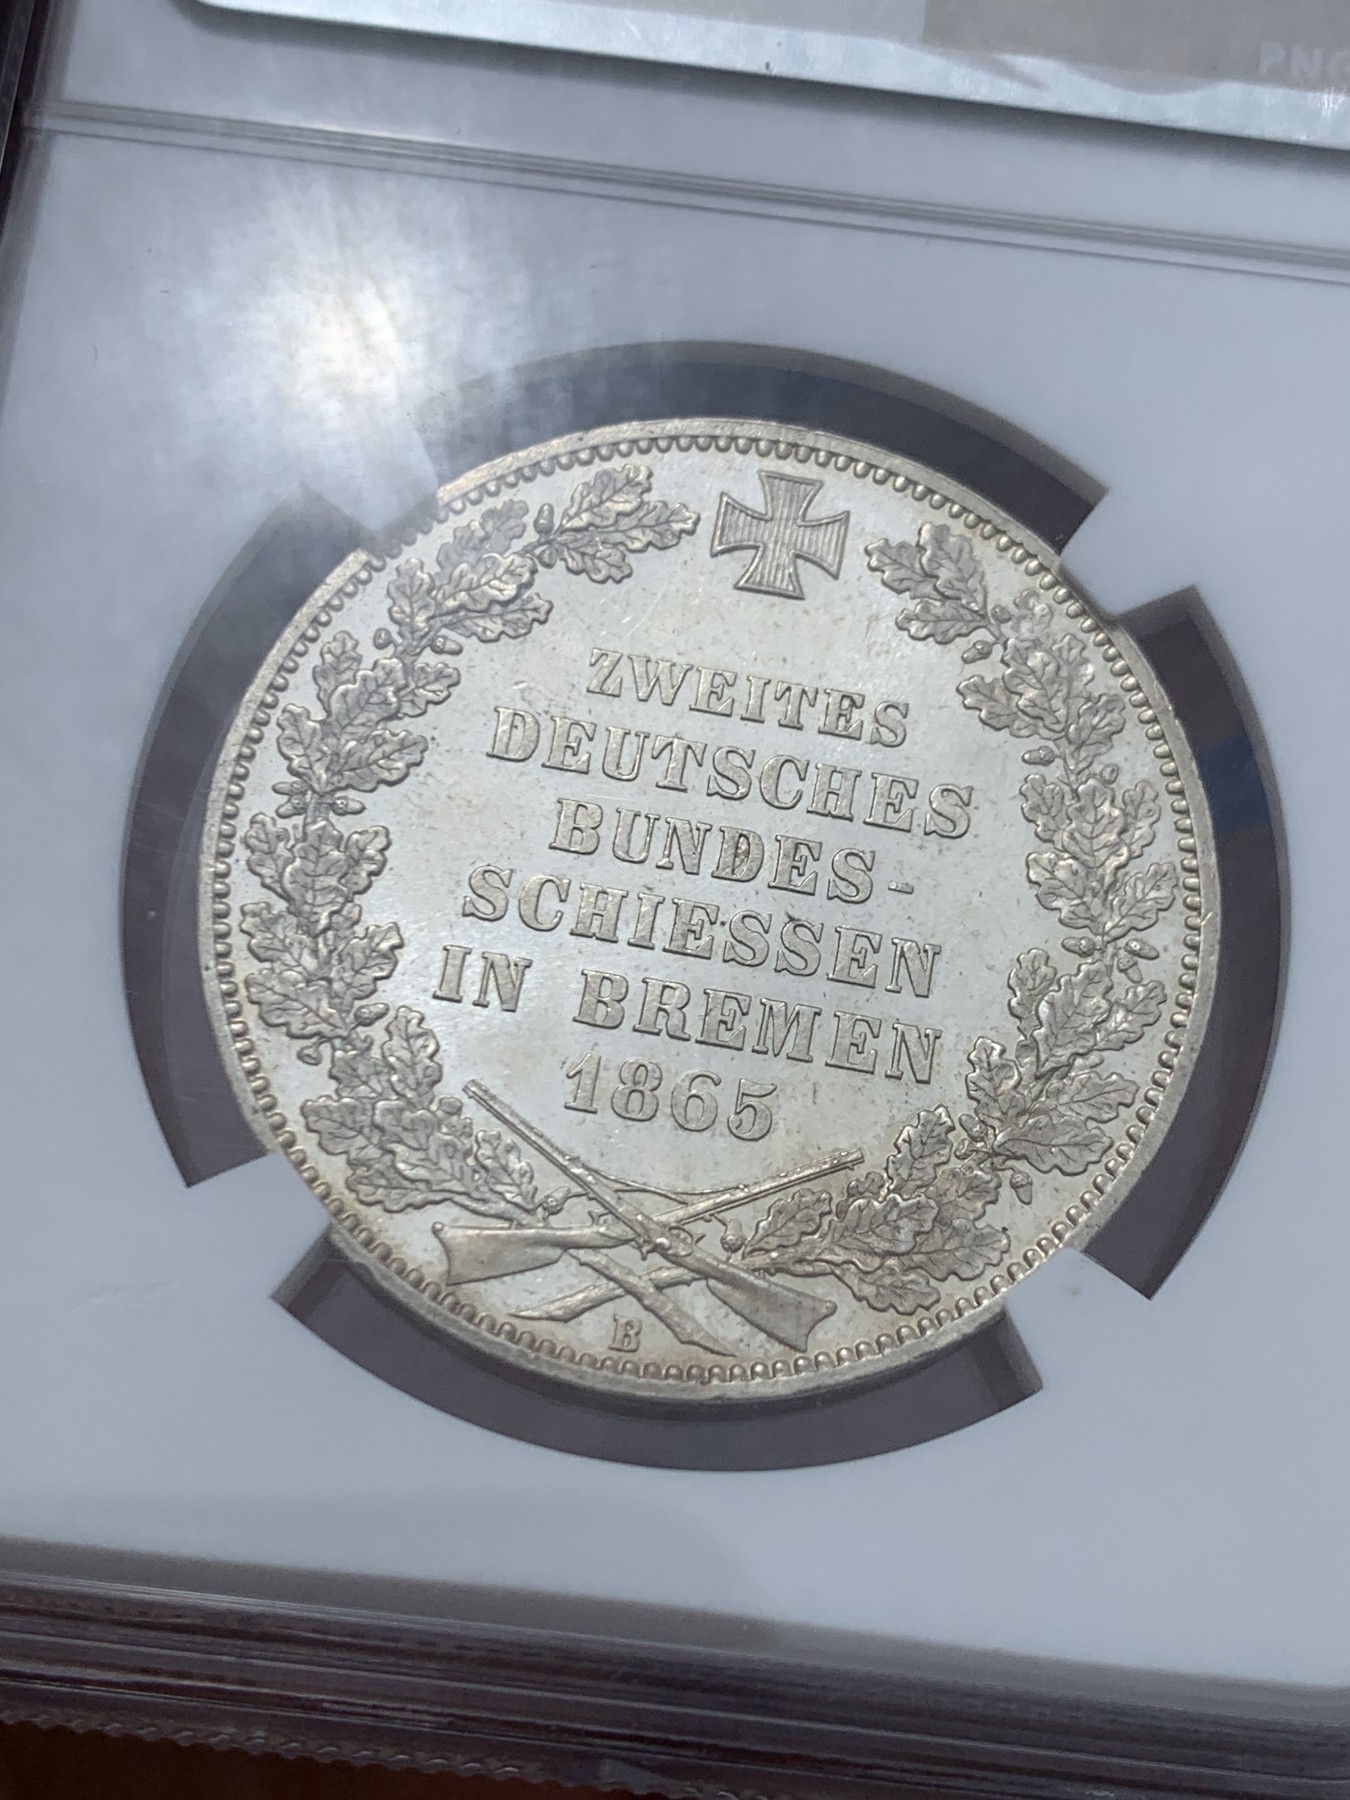 ZWEITES
DEUTSCHES
BUNDES-
SCHIESSEN
IN BREMEN
1865
B